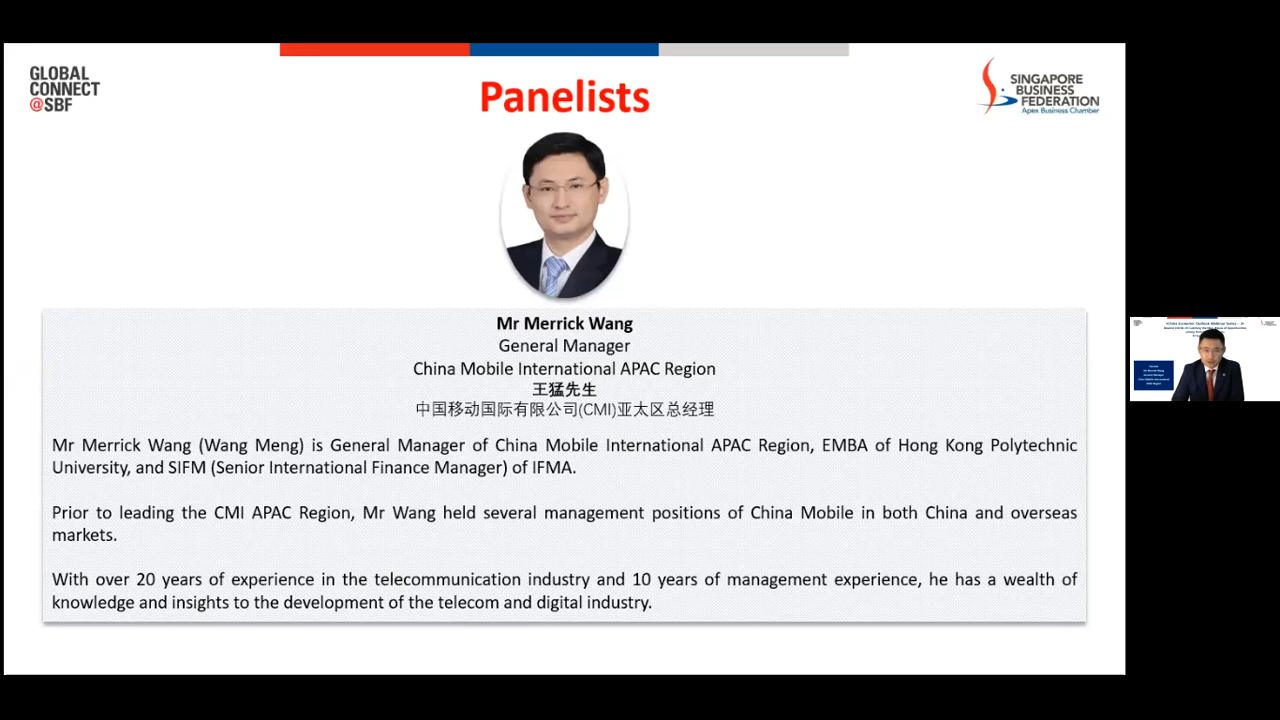 GLOBAL
CONNECT
@SBF
Panelists
SINGAPORE
BUSINESS
FEDERATION
Apex Business Chamber
Mr Merrick Wang
General Manager
China Mobile International APAC Region
王猛先生
中国移动国际有限公司(CMI)亚太区总经理
Mr Merrick Wang (Wang Meng) is General Manager of China Mobile International APAC Region, EMBA of Hong Kong Polytechnic
University, and SIFM (Senior International Finance Manager) of IFMA.
Prior to leading the CMI APAC Region, Mr Wang held several management positions of China Mobile in both China and overseas
markets.
With over 20 years of experience in the telecommunication industry and 10 years of management experience, he has a wealth of
knowledge and insights to the development of the telecom and digital industry.